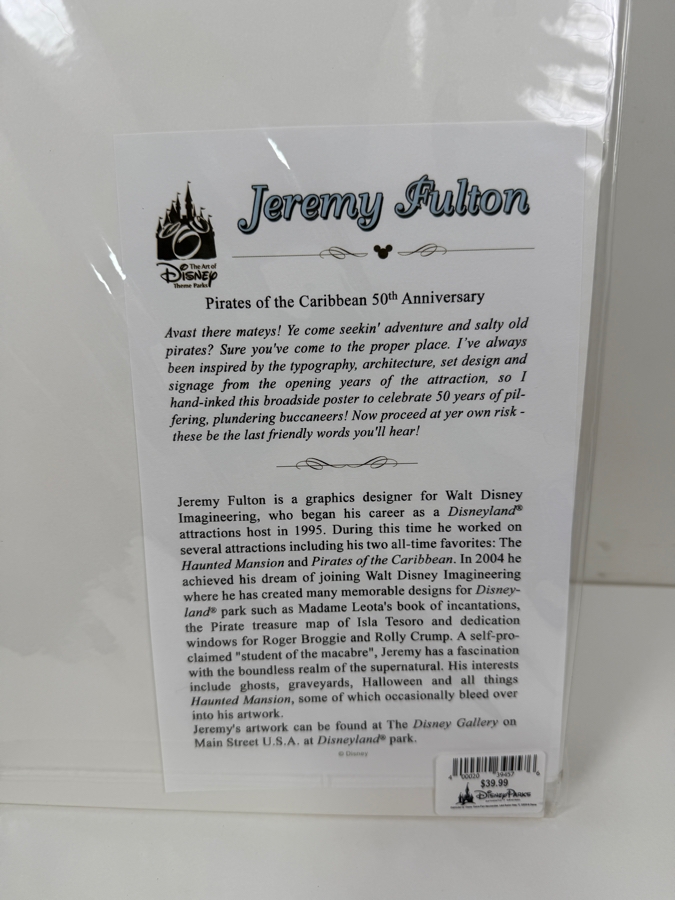 Jeremy Fulton
The Art of
Disney
Theme Parks
Pirates of the Caribbean 50th Anniversary
Avast there mateys! Ye come seekin' adventure and salty old
pirates? Sure you've come to the proper place. I've always
been inspired by the typography, architecture, set design and
signage from the opening years of the attraction, so I
hand-inked this broadside poster to celebrate 50 years of pil-
fering, plundering buccaneers! Now proceed at yer own risk -
these be the last friendly words you'll hear!
Jeremy Fulton is a graphics designer for Walt Disney
Imagineering, who began his career as a Disneyland®
attractions host in 1995. During this time he worked on
several attractions including his two all-time favorites: The
Haunted Mansion and Pirates of the Caribbean. In 2004 he
achieved his dream of joining Walt Disney Imagineering
where he has created many memorable designs for Disney-
land® park such as Madame Leota's book of incantations,
the Pirate treasure map of Isla Tesoro and dedication
windows for Roger Broggie and Rolly Crump. A self-pro-
claimed "student of the macabre", Jeremy has a fascination
with the boundless realm of the supernatural. His interests
include ghosts, graveyards, Halloween and all things
Haunted Mansion, some of which occasionally bleed over
into his artwork.
Jeremy's artwork can be found at The Disney Gallery on
Main Street U.S.A. at Disneyland® park.
© Disney
4 00020 39457 6
$39.99
Disney Parks